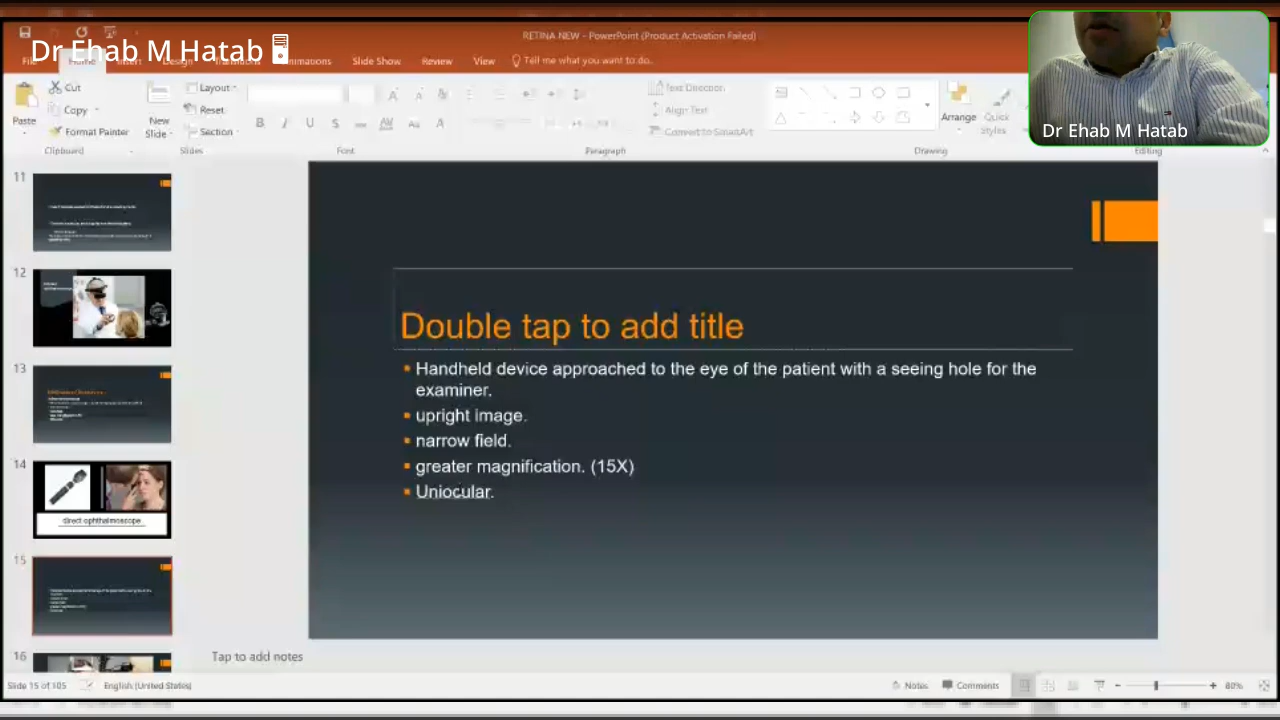 Dr Ehab M Hatab
RETINA NEW - PowerPoint (Product Activation Failed)
File Home Insert Design Transitions Animations Slide Show Review View Tell me what you want to do..
Cut
Copy
Format Painter
Paste
Clipboard
New
Slide
Layout
Reset
Section
Slides
B I U S
Font
Text Direction
Align Text
Convert to SmartArt
Paragraph
Arrange
Quick
Styles
Drawing
Editing
Dr Ehab M Hatab
11
12
13
14
direct ophthalmoscope
15
16
Double tap to add title
Handheld device approached to the eye of the patient with a seeing hole for the
examiner.
upright image.
narrow field.
greater magnification. (15X)
Uniocular.
Tap to add notes
Slide 15 of 105 English (United States) Notes Comments 80%